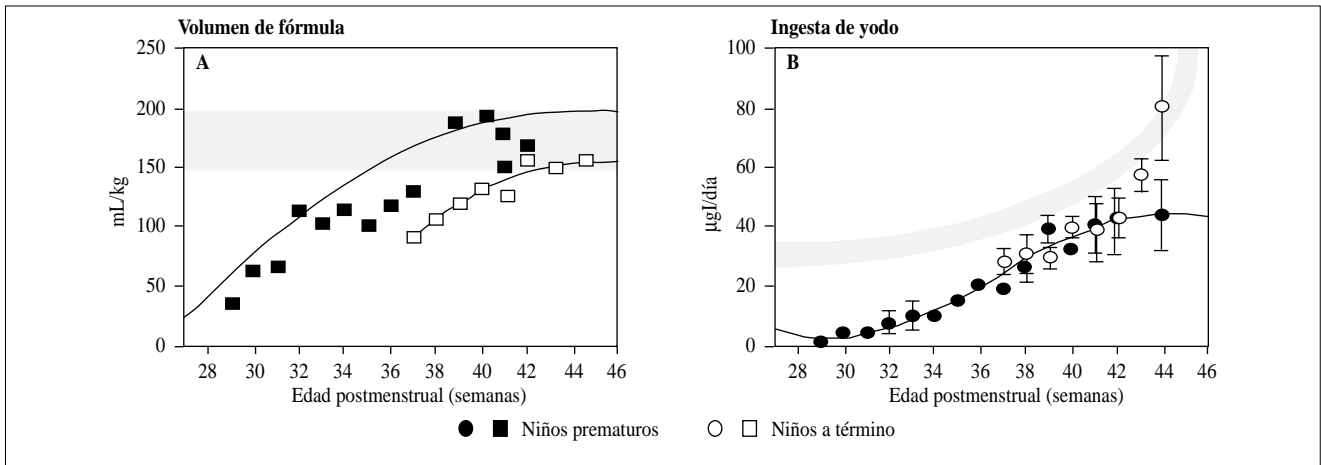 Volumen de fórmula
A
250
200
150
100
50
0
mL/kg
28 30 32 34 36 38 40 42 44 46
Edad postmenstrual (semanas)
Ingesta de yodo
B
100
80
60
40
20
0
µgI/día
28 30 32 34 36 38 40 42 44 46
Edad postmenstrual (semanas)
Niños prematuros
Niños a término